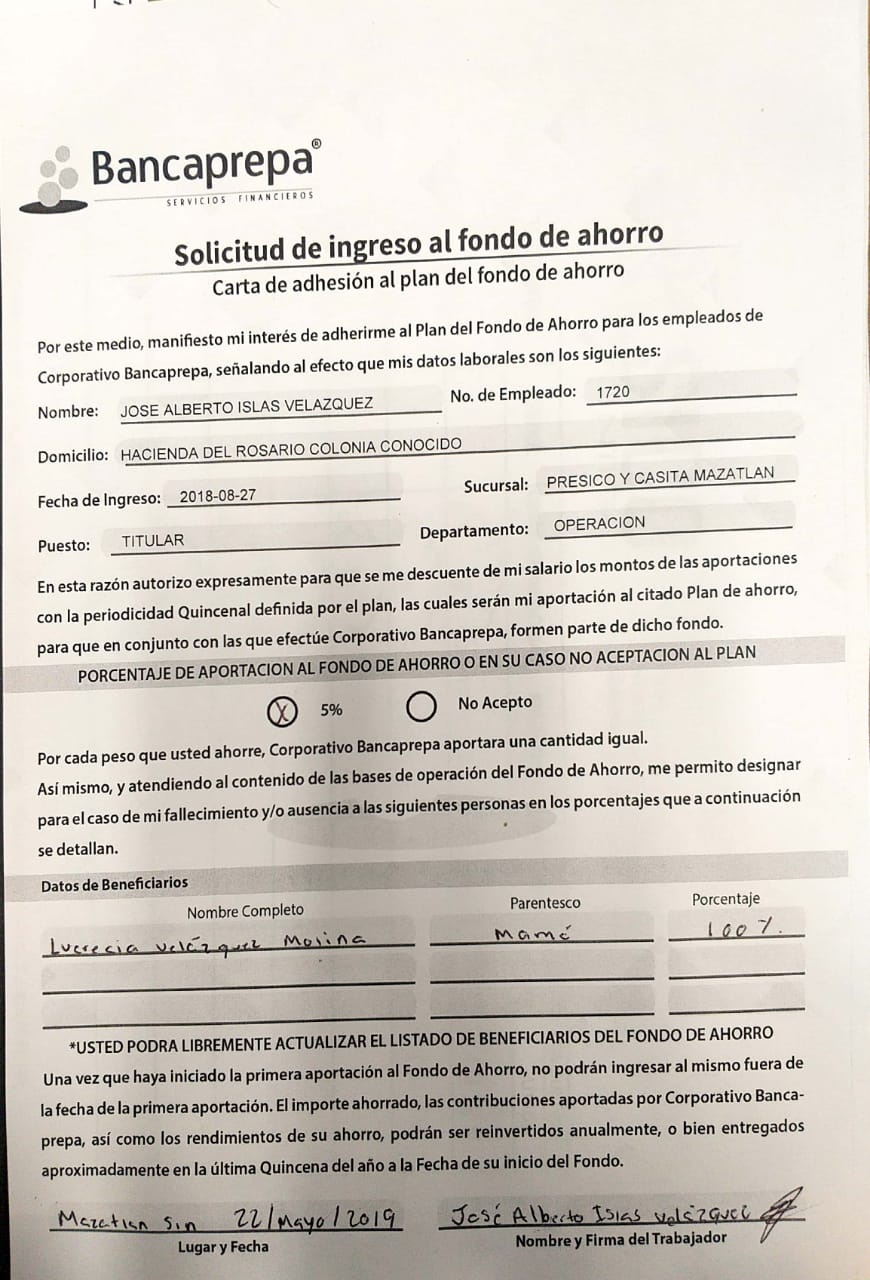 Bancaprepa®
SERVICIOS FINANCIEROS
Solicitud de ingreso al fondo de ahorro
Carta de adhesión al plan del fondo de ahorro
Por este medio, manifiesto mi interés de adherirme al Plan del Fondo de Ahorro para los empleados de
Corporativo Bancaprepa, señalando al efecto que mis datos laborales son los siguientes:
Nombre: JOSE ALBERTO ISLAS VELAZQUEZ No. de Empleado: 1720
Domicilio: HACIENDA DEL ROSARIO COLONIA CONOCIDO
Fecha de Ingreso: 2018-08-27 Sucursal: PRESICO Y CASITA MAZATLAN
Puesto: TITULAR Departamento: OPERACION
En esta razón autorizo expresamente para que se me descuente de mi salario los montos de las aportaciones
con la periodicidad Quincenal definida por el plan, las cuales serán mi aportación al citado Plan de ahorro,
para que en conjunto con las que efectúe Corporativo Bancaprepa, formen parte de dicho fondo.
PORCENTAJE DE APORTACION AL FONDO DE AHORRO O EN SU CASO NO ACEPTACION AL PLAN
X 5% No Acepto
Por cada peso que usted ahorre, Corporativo Bancaprepa aportara una cantidad igual.
Así mismo, y atendiendo al contenido de las bases de operación del Fondo de Ahorro, me permito designar
para el caso de mi fallecimiento y/o ausencia a las siguientes personas en los porcentajes que a continuación
se detallan.
Datos de Beneficiarios
Nombre Completo Parentesco Porcentaje
Lucrecia Velázquez Molina Mamá 100%.
*USTED PODRA LIBREMENTE ACTUALIZAR EL LISTADO DE BENEFICIARIOS DEL FONDO DE AHORRO
Una vez que haya iniciado la primera aportación al Fondo de Ahorro, no podrán ingresar al mismo fuera de
la fecha de la primera aportación. El importe ahorrado, las contribuciones aportadas por Corporativo Banca-
prepa, así como los rendimientos de su ahorro, podrán ser reinvertidos anualmente, o bien entregados
aproximadamente en la última Quincena del año a la Fecha de su inicio del Fondo.
Mazatlan Sin 22/Mayo/2019 José Alberto Islas Velázquez
Lugar y Fecha Nombre y Firma del Trabajador